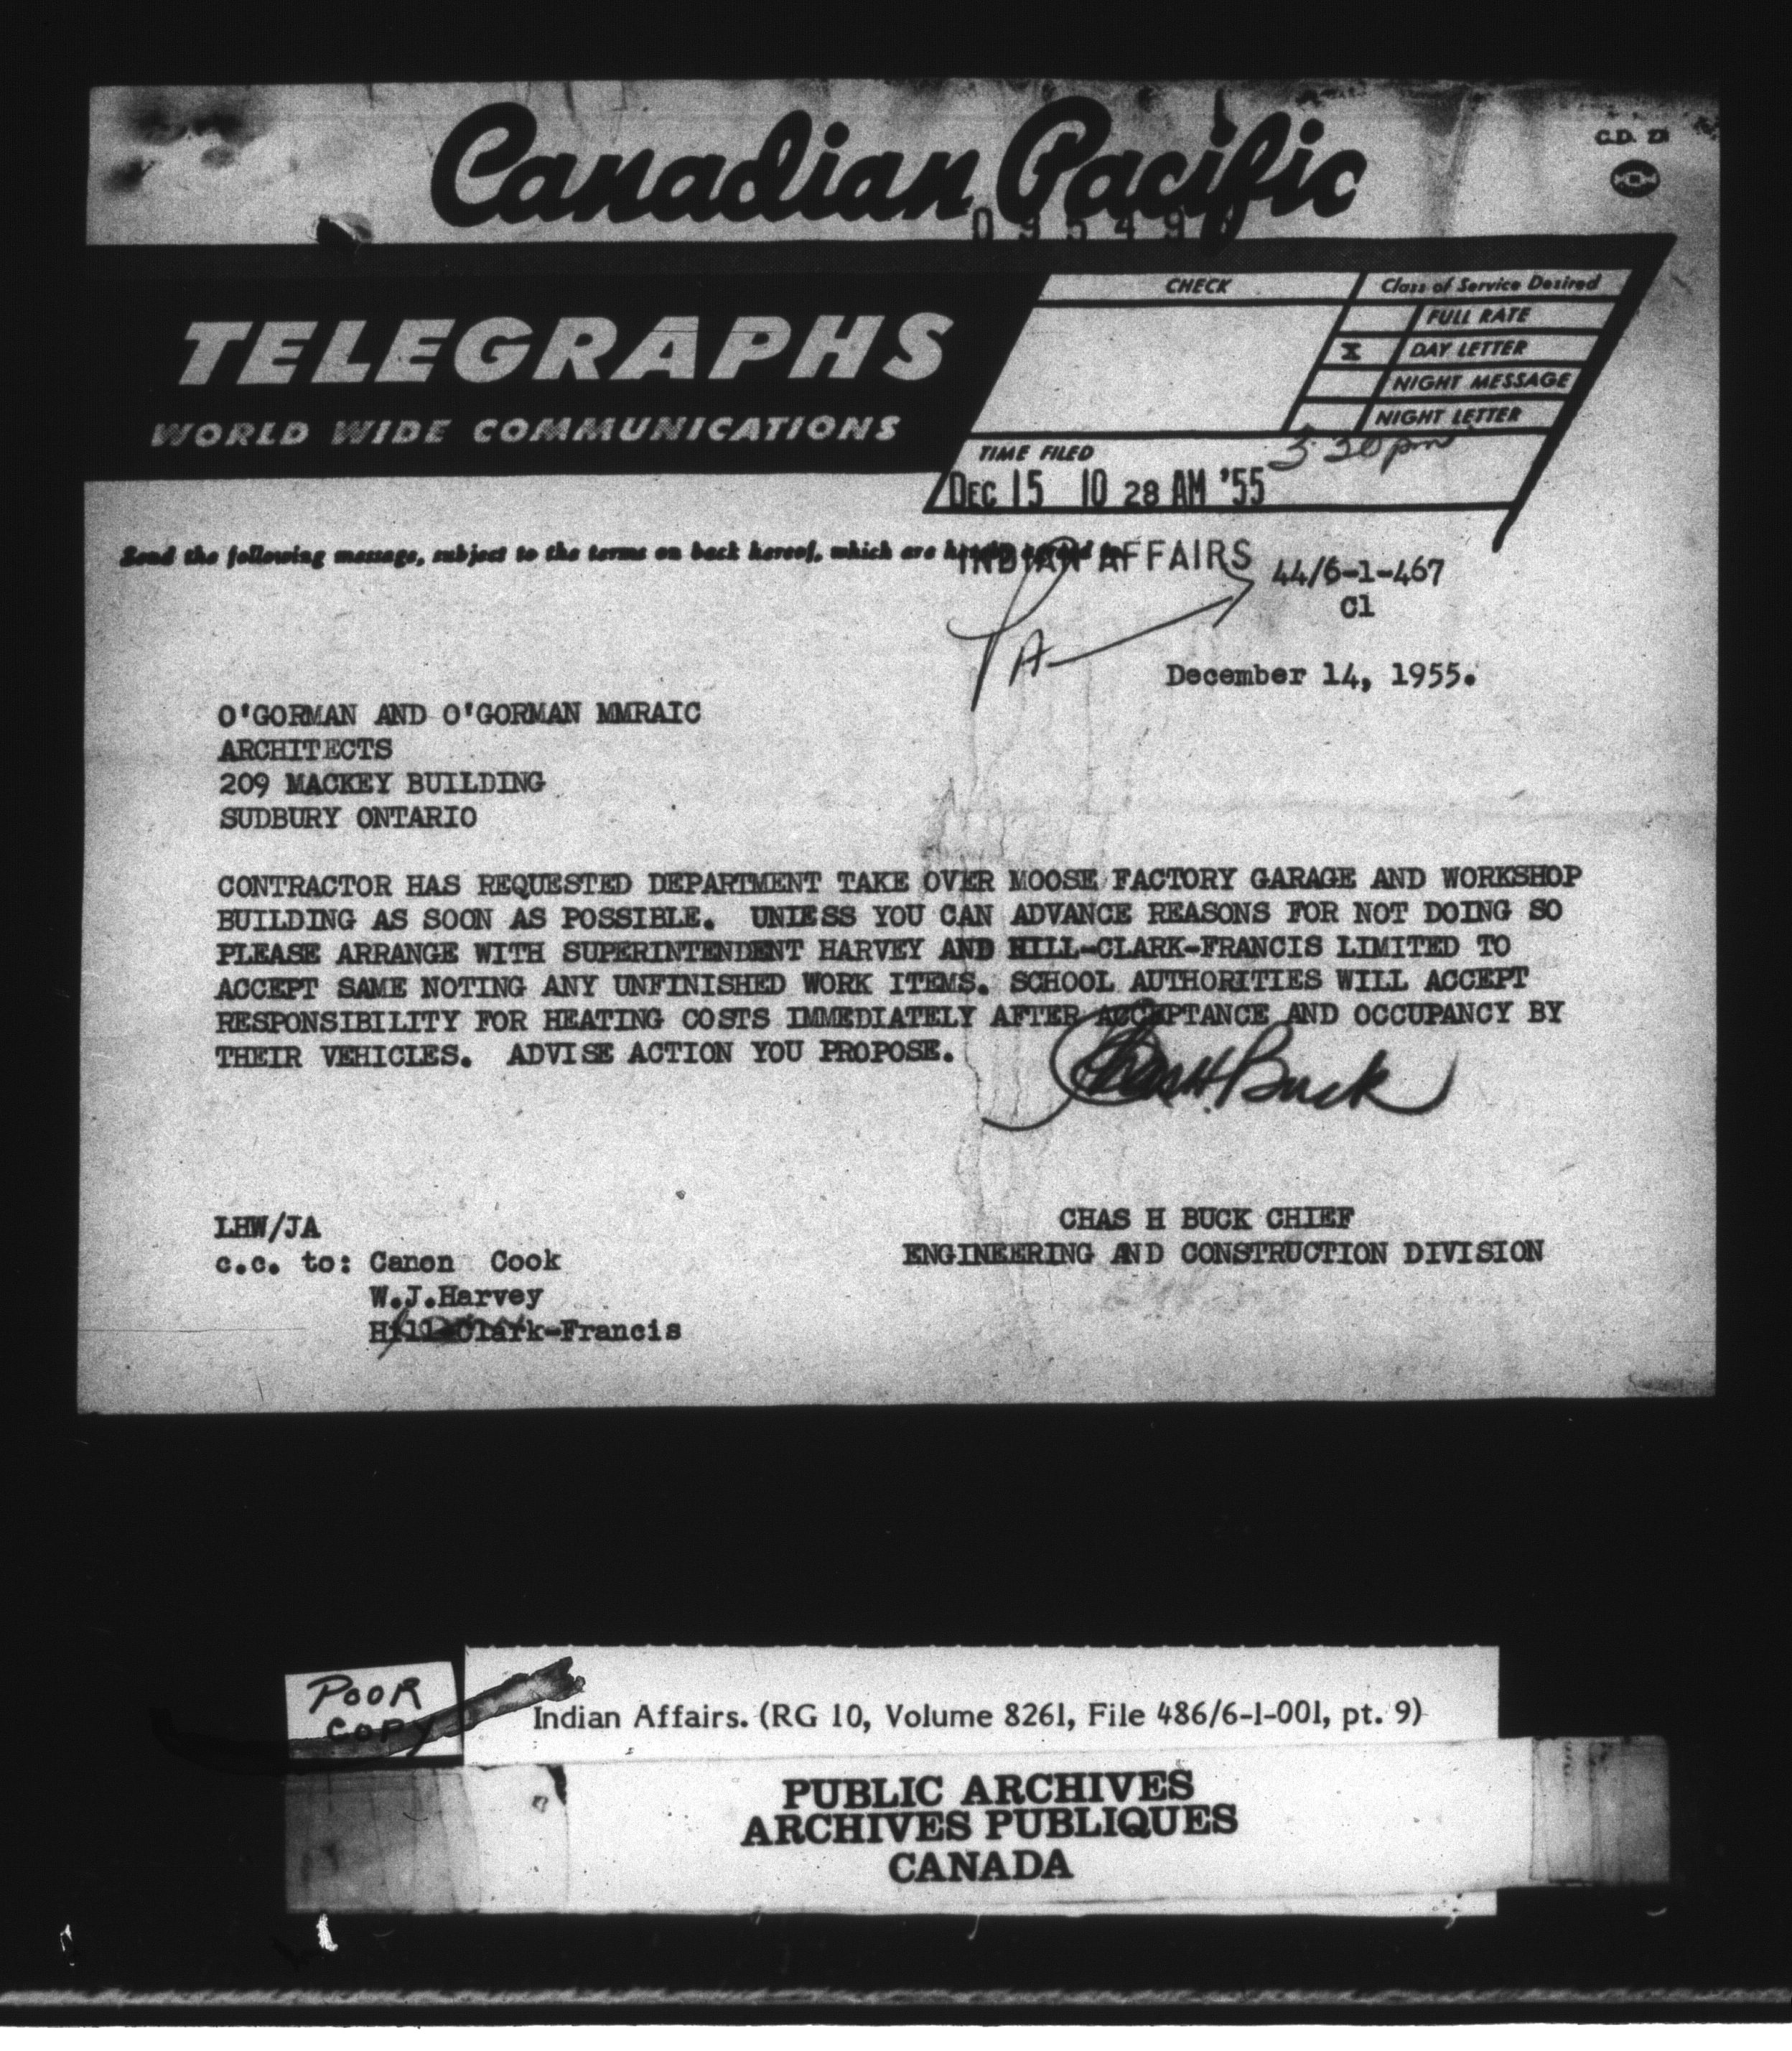 Canadian Pacific
C.D. 
09549
TELEGRAPHS
WORLD WIDE COMMUNICATIONS
CHECK
Class of Service Desired
FULL RATE
X DAY LETTER
NIGHT MESSAGE
NIGHT LETTER
TIME FILED
3 30 pm
DEC 15 10 28 AM '55
Send the following message, subject to the terms on back hereof, which are hereby agreed to
INDIAN AFFAIRS
44/6-1-467
C1
PA
December 14, 1955.
O'GORMAN AND O'GORMAN MMRAIC
ARCHITECTS
209 MACKEY BUILDING
SUDBURY ONTARIO
CONTRACTOR HAS REQUESTED DEPARTMENT TAKE OVER MOOSE FACTORY GARAGE AND WORKSHOP
BUILDING AS SOON AS POSSIBLE. UNLESS YOU CAN ADVANCE REASONS FOR NOT DOING SO
PLEASE ARRANGE WITH SUPERINTENDENT HARVEY AND HILL-CLARK-FRANCIS LIMITED TO
ACCEPT SAME NOTING ANY UNFINISHED WORK ITEMS. SCHOOL AUTHORITIES WILL ACCEPT
RESPONSIBILITY FOR HEATING COSTS IMMEDIATELY AFTER ACCEPTANCE AND OCCUPANCY BY
THEIR VEHICLES. ADVISE ACTION YOU PROPOSE.
Chas H. Buck
CHAS H BUCK CHIEF
ENGINEERING AND CONSTRUCTION DIVISION
LHW/JA
c.c. to: Canon Cook
W.J.Harvey
Hill-Clark-Francis
POOR
COPY
Indian Affairs. (RG 10, Volume 8261, File 486/6-1-001, pt. 9)
PUBLIC ARCHIVES
ARCHIVES PUBLIQUES
CANADA